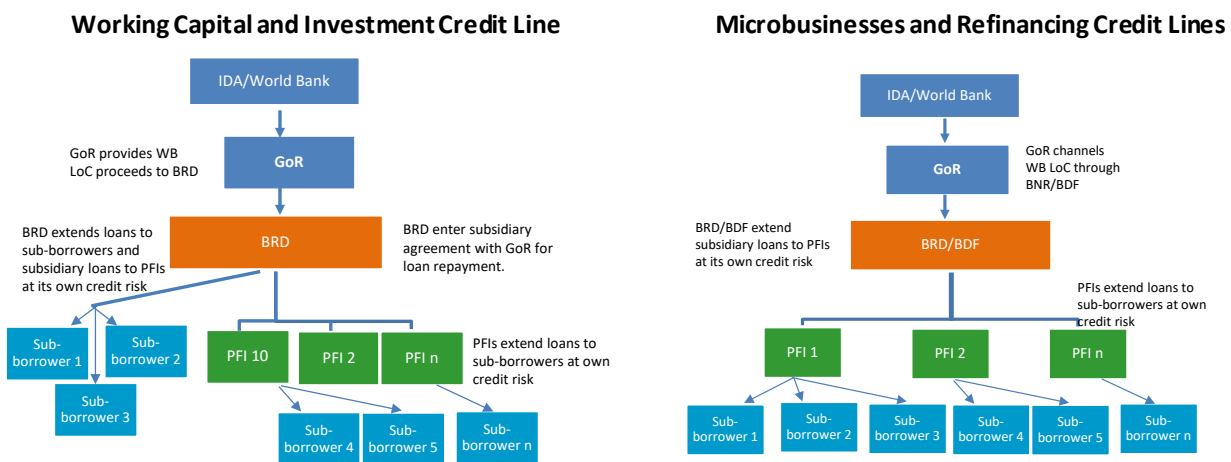 Working Capital and Investment Credit Line
IDA/World Bank
GoR provides WB
LoC proceeds to BRD
GoR
BRD extends loans to
sub-borrowers and
subsidiary loans to PFIs
at its own credit risk
BRD
BRD enter subsidiary
agreement with GoR for
loan repayment.
Sub-
borrower 1
Sub-
borrower 2
Sub-
borrower 3
PFI 10
PFI 2
PFI n
PFIs extend loans to
sub-borrowers at own
credit risk
Sub-
borrower 4
Sub-
borrower 5
Sub-
borrower n
Microbusinesses and Refinancing Credit Lines
IDA/World Bank
GoR
GoR channels
WB LoC through
BNR/BDF
BRD/BDF extend
subsidiary loans to PFIs
at its own credit risk
BRD/BDF
PFIs extend loans to
sub-borrowers at own
credit risk
PFI 1
PFI 2
PFI n
Sub-
borrower 1
Sub-
borrower 2
Sub-
borrower 3
Sub-
borrower 4
Sub-
borrower 5
Sub-
borrower n